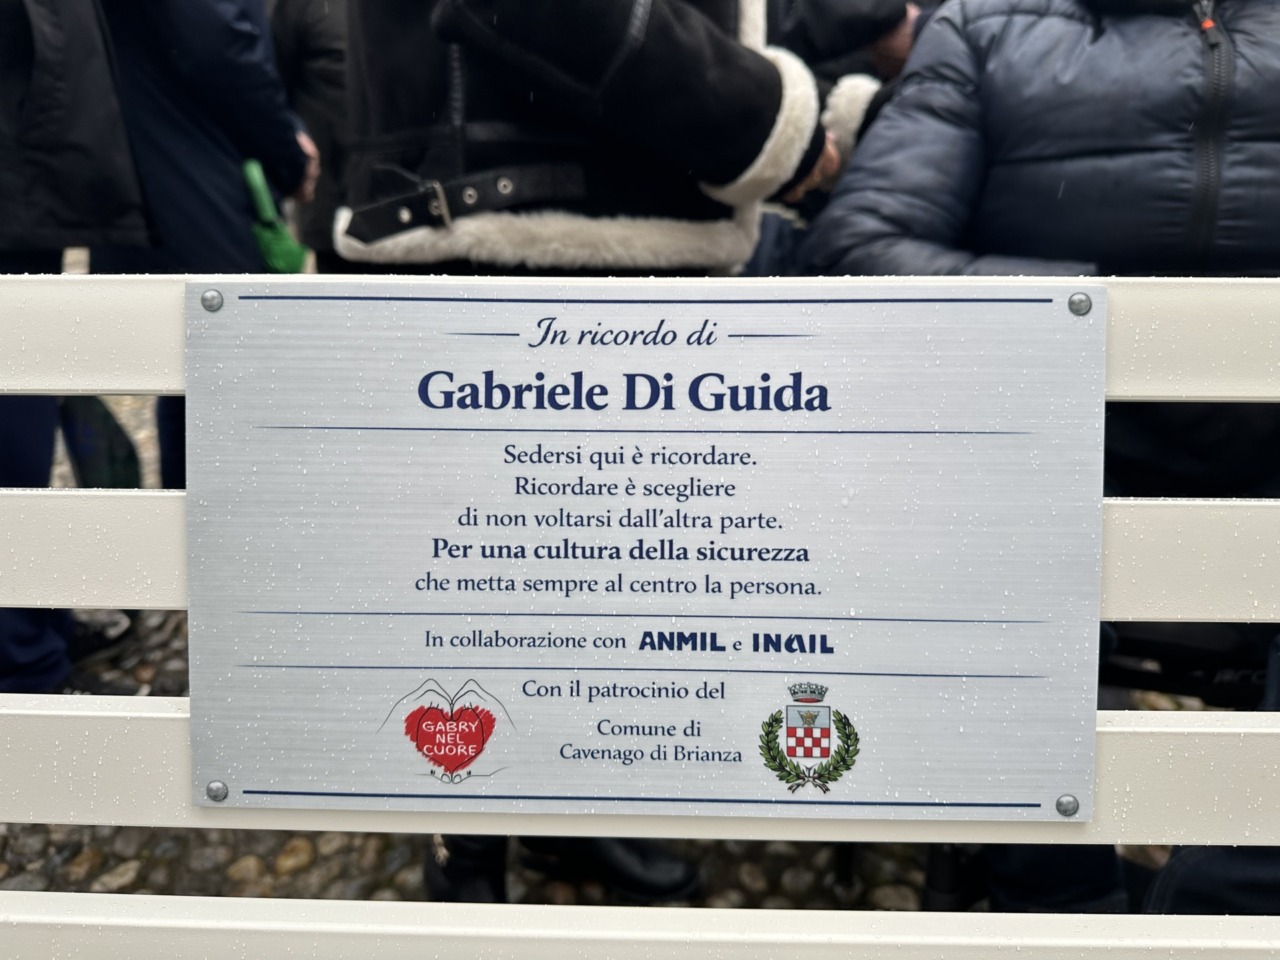 In ricordo di
Gabriele Di Guida
Sedersi qui è ricordare.
Ricordare è scegliere
di non voltarsi dall'altra parte.
Per una cultura della sicurezza
che metta sempre al centro la persona.
In collaborazione con ANMIL e INAIL
Con il patrocinio del
Comune di
Cavenago di Brianza
GABRY
NEL
CUORE